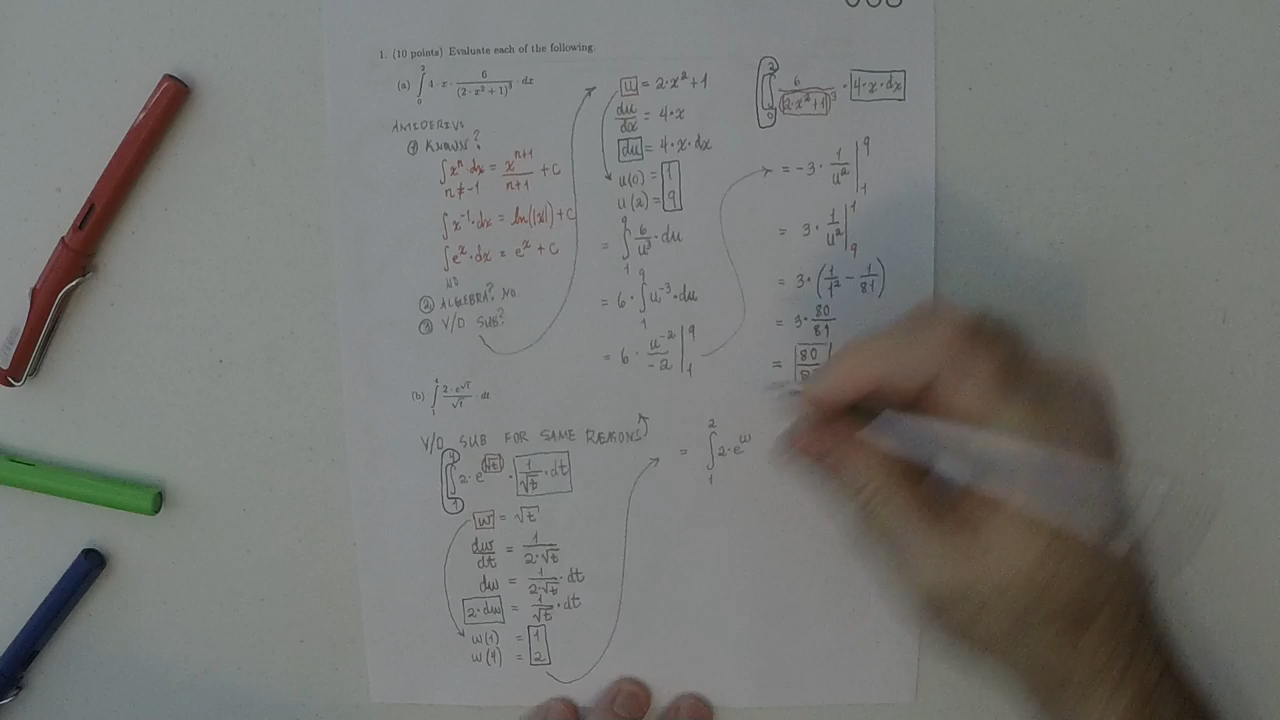 1. (10 points) Evaluate each of the following.
(a) ∫₀² 4 · x · 6/(2 · x² + 1)³ · dx
ANTIDERIVS
① KNOWN?
∫xⁿ · dx = xⁿ⁺¹/(n+1) + C
n ≠ -1
∫x⁻¹ · dx = ln(|x|) + C
∫eˣ · dx = eˣ + C
NO
② ALGEBRA? NO
③ V/O SUB?
u = 2 · x² + 1
du/dx = 4 · x
du = 4 · x · dx
u(0) = 1
u(2) = 9
= ∫₁⁹ 6/u³ · du
= 6 · ∫₁⁹ u⁻³ · du
= 6 · u⁻²/-2 |₁⁹
∫₀² 6/(2 · x² + 1)³ · 4 · x · dx
= -3 · 1/u² |₁⁹
= 3 · 1/u² |₉¹
= 3 · (1/1² - 1/81)
= 3 · 80/81
= 80
(b) ∫₁⁴ 2 · e^√t/√t · dt
V/O SUB FOR SAME REASONS
∫₁⁴ 2 · e^√t · 1/√t · dt
w = √t
dw/dt = 1/(2 · √t)
dw = 1/(2 · √t) · dt
2 · dw = 1/√t · dt
w(1) = 1
w(4) = 2
= ∫₁² 2 · e^w